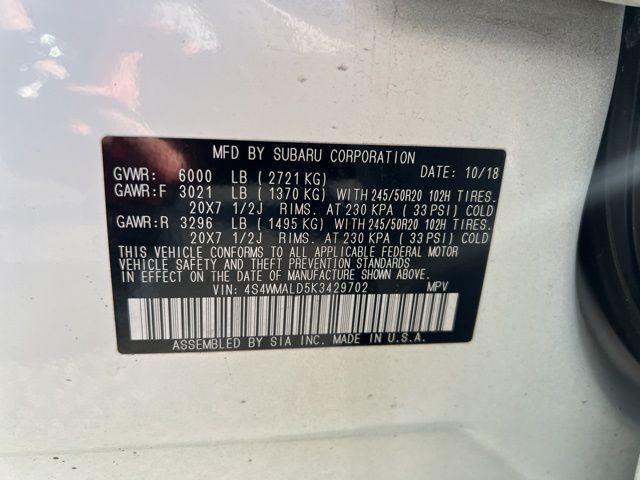 MFD BY SUBARU CORPORATION
GVWR: 6000 LB ( 2721 KG) DATE: 10/18
GAWR:F 3021 LB ( 1370 KG) WITH 245/50R20 102H TIRES.
20X7 1/2J RIMS. AT 230 KPA ( 33 PSI) COLD
GAWR:R 3296 LB ( 1495 KG) WITH 245/50R20 102H TIRES.
20X7 1/2J RIMS. AT 230 KPA ( 33 PSI) COLD
THIS VEHICLE CONFORMS TO ALL APPLICABLE FEDERAL MOTOR
VEHICLE SAFETY AND THEFT PREVENTION STANDARDS
IN EFFECT ON THE DATE OF MANUFACTURE SHOWN ABOVE.
VIN: 4S4WMALD5K3429702 MPV
ASSEMBLED BY SIA INC. MADE IN U.S.A.